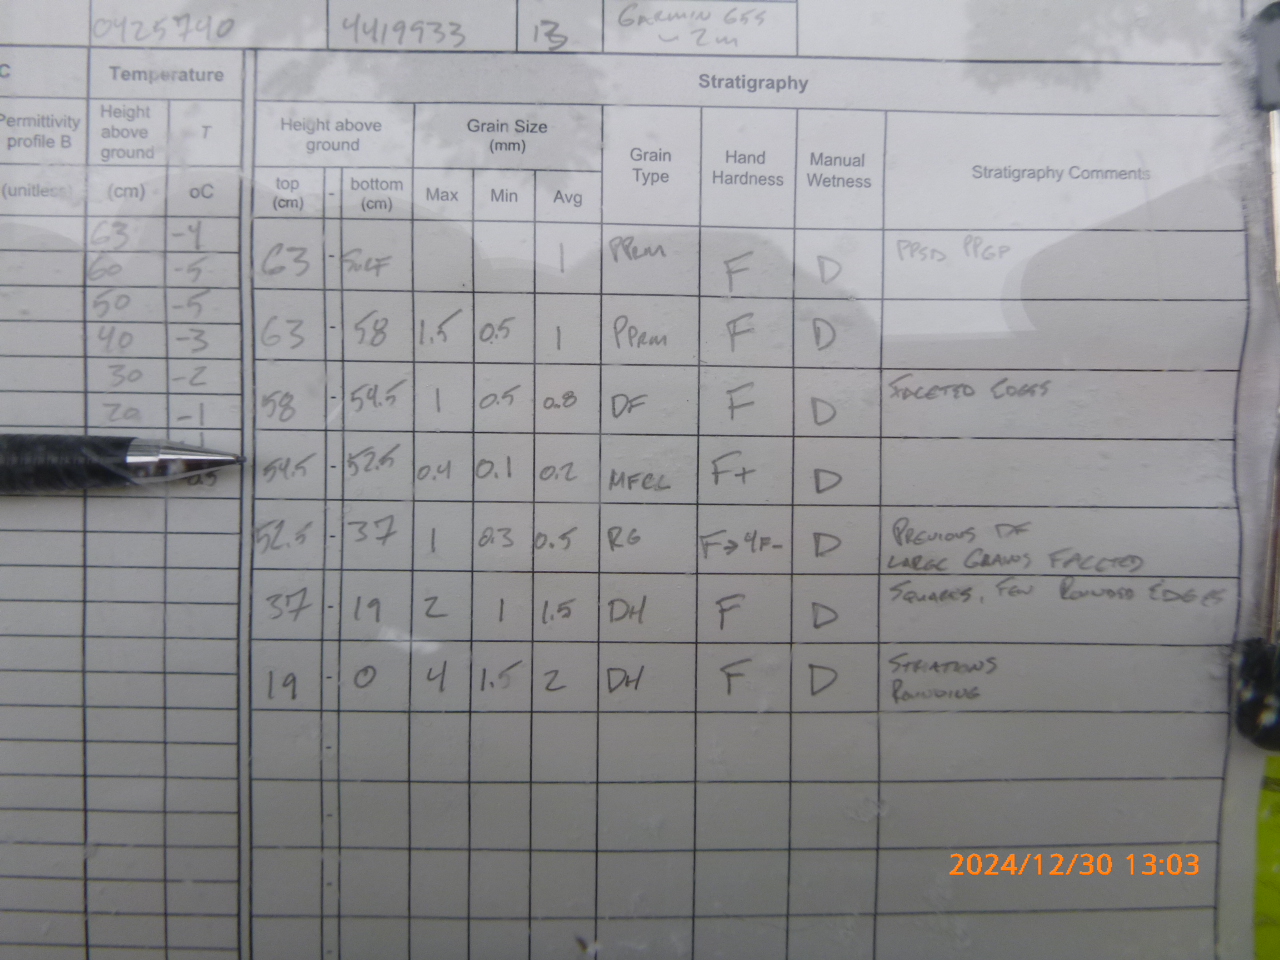 0425740 4419933 13 GARMIN 655
~ 2m
C Temperature Stratigraphy
Permittivity profile B Height above ground T Height above ground Grain Size (mm) Grain Type Hand Hardness Manual Wetness Stratigraphy Comments
(unitless) (cm) oC top (cm) - bottom (cm) Max Min Avg
63 -4
60 -5
50 -5
40 -3
30 -2
20 -1
63 - SURF 1 PPRM F D PPSD PPGP
63 - 58 1.5 0.5 1 PPRM F D
58 - 54.5 1 0.5 0.8 DF F D FACETED EDGES
54.5 - 52.5 0.4 0.1 0.2 MFCL F+ D
52.5 - 37 1 0.3 0.5 RG F→4F- D PREVIOUS DF
LARGE GRAINS FACETED
37 - 19 2 1 1.5 DH F D SQUARES, FEW ROUNDED EDGES
19 - 0 4 1.5 2 DH F D STRIATIONS
ROUNDING
-
-
-
-
2024/12/30 13:03